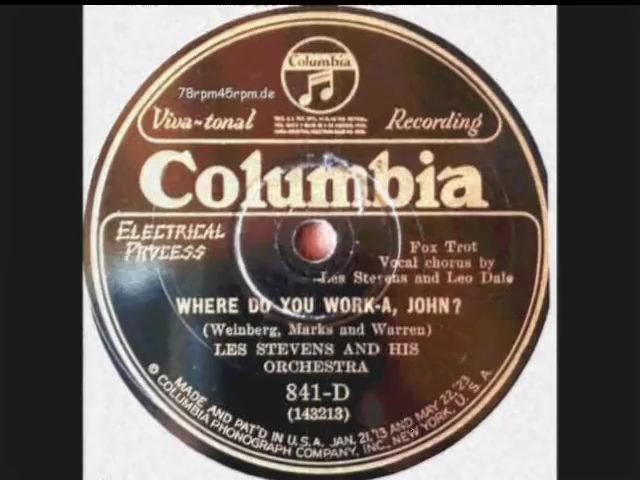 Columbia
78rpm45rpm.de
Viva-tonal Recording
Columbia
ELECTRICAL
PROCESS
Fox Trot
Vocal chorus by
Les Stevens and Leo Dale
WHERE DO YOU WORK-A, JOHN?
(Weinberg, Marks and Warren)
LES STEVENS AND HIS
ORCHESTRA
841-D
(143213)
MADE AND PAT'D IN U.S.A. JAN. 21, '13 AND MAY 22, '23
© COLUMBIA PHONOGRAPH COMPANY, INC., NEW YORK, U.S.A.